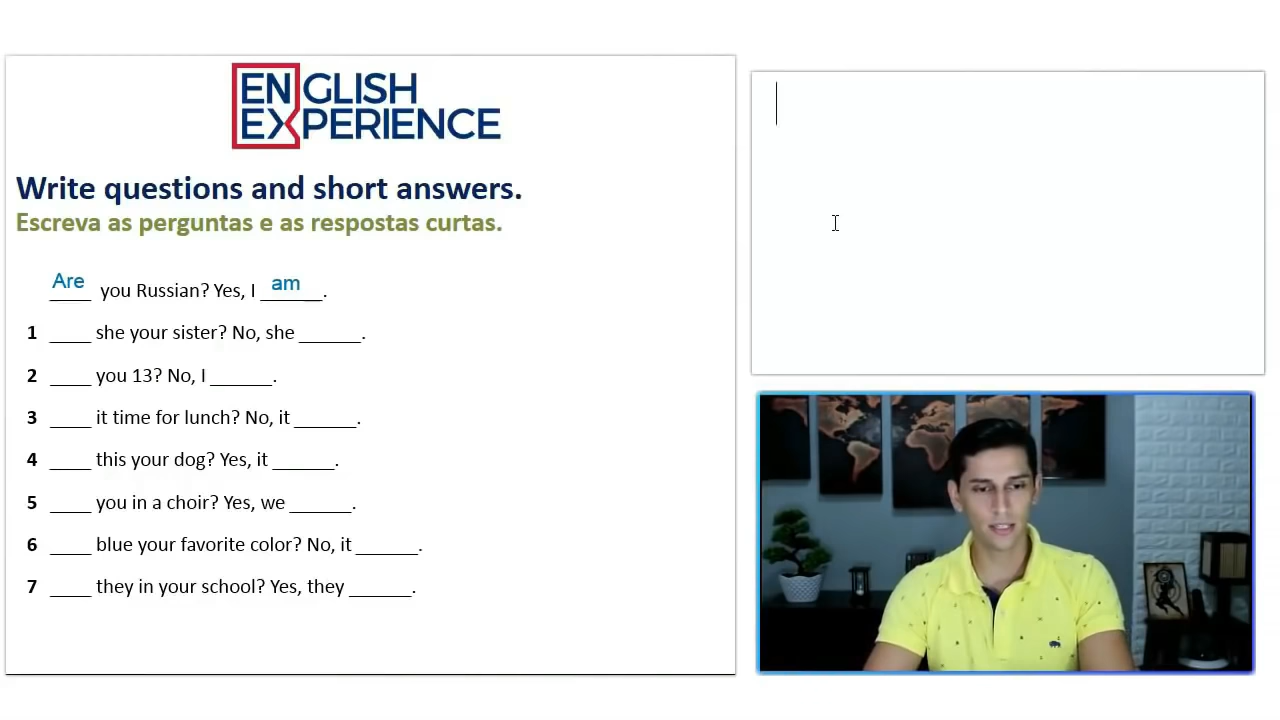 ENGLISH
EXPERIENCE
Write questions and short answers.
Escreva as perguntas e as respostas curtas.
Are you Russian? Yes, I am.
1 ____ she your sister? No, she ______.
2 ____ you 13? No, I ______.
3 ____ it time for lunch? No, it ______.
4 ____ this your dog? Yes, it ______.
5 ____ you in a choir? Yes, we ______.
6 ____ blue your favorite color? No, it ______.
7 ____ they in your school? Yes, they ______.